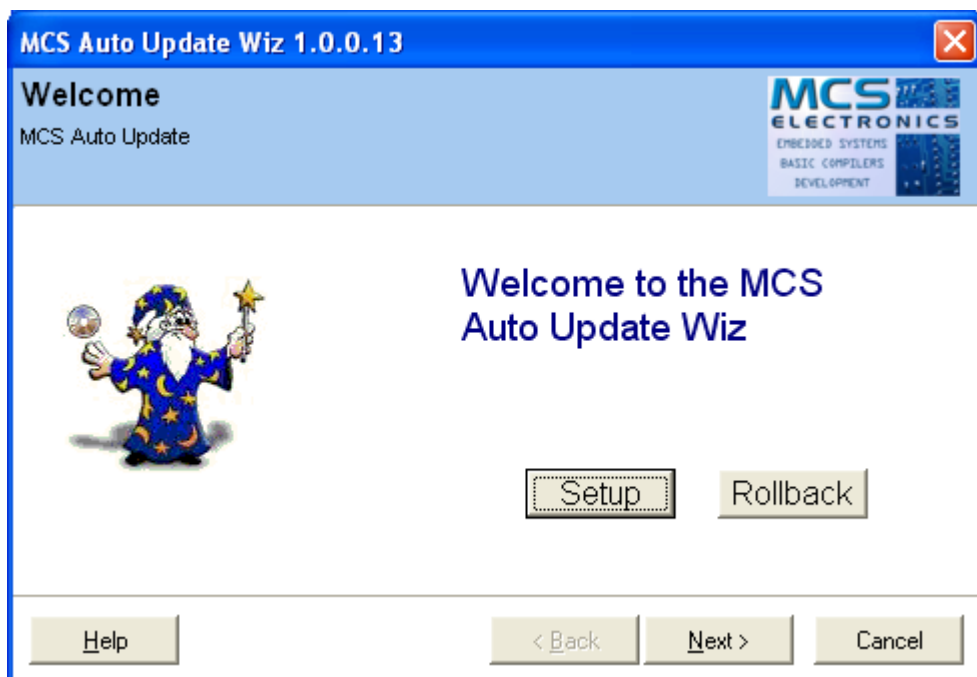 MCS Auto Update Wiz 1.0.0.13
Welcome
MCS Auto Update
MCS
ELECTRONICS
EMBEDDED SYSTEMS
BASIC COMPILERS
DEVELOPMENT
Welcome to the MCS
Auto Update Wiz
Setup
Rollback
Help
< Back
Next >
Cancel